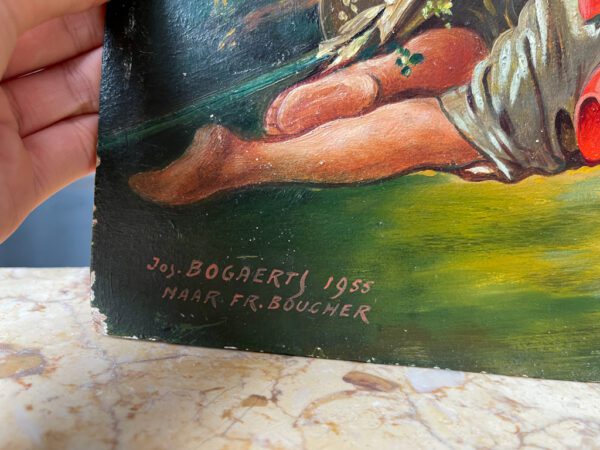 Jos. BOGAERTS 1955
NAAR. FR. BOUCHER